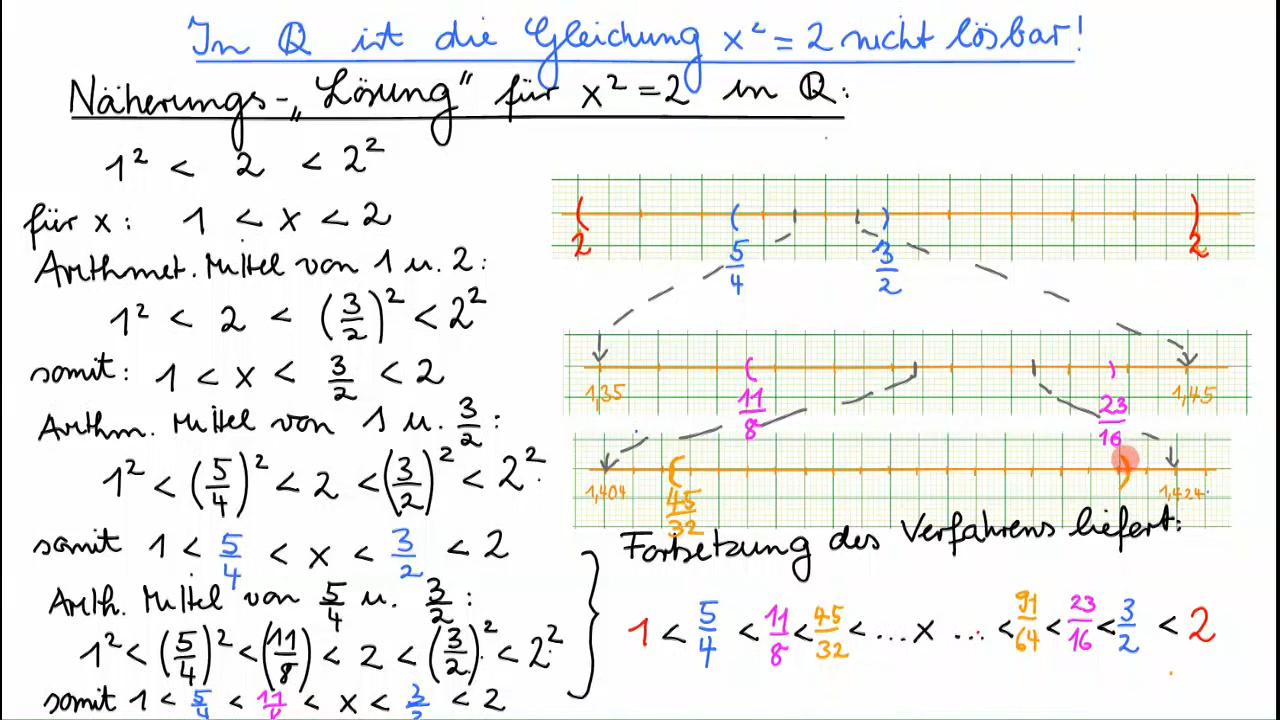 In Q ist die Gleichung x² = 2 nicht lösbar!
Näherungs-„Lösung" für x² = 2 in Q:
1² < 2 < 2²
für x: 1 < x < 2
Arithmet. Mittel von 1 u. 2:
1² < 2 < (3/2)² < 2²
somit: 1 < x < 3/2 < 2
Arithm. Mittel von 1 u. 3/2:
1² < (5/4)² < 2 < (3/2)² < 2²
somit 1 < 5/4 < x < 3/2 < 2
Arith. Mittel von 5/4 u. 3/2:
1² < (5/4)² < (11/8) < 2 < (3/2)² < 2²
somit 1 < 5/4 < 11/8 < x < 3/2 < 2
( ( ) )
2 5/4 3/2 2
( )
1,35 11/8 23/16 1,45
( )
1,404 45/32 1,424
Fortsetzung des Verfahrens liefert:
1 < 5/4 < 11/8 < 45/32 < ... x ... < 91/64 < 23/16 < 3/2 < 2